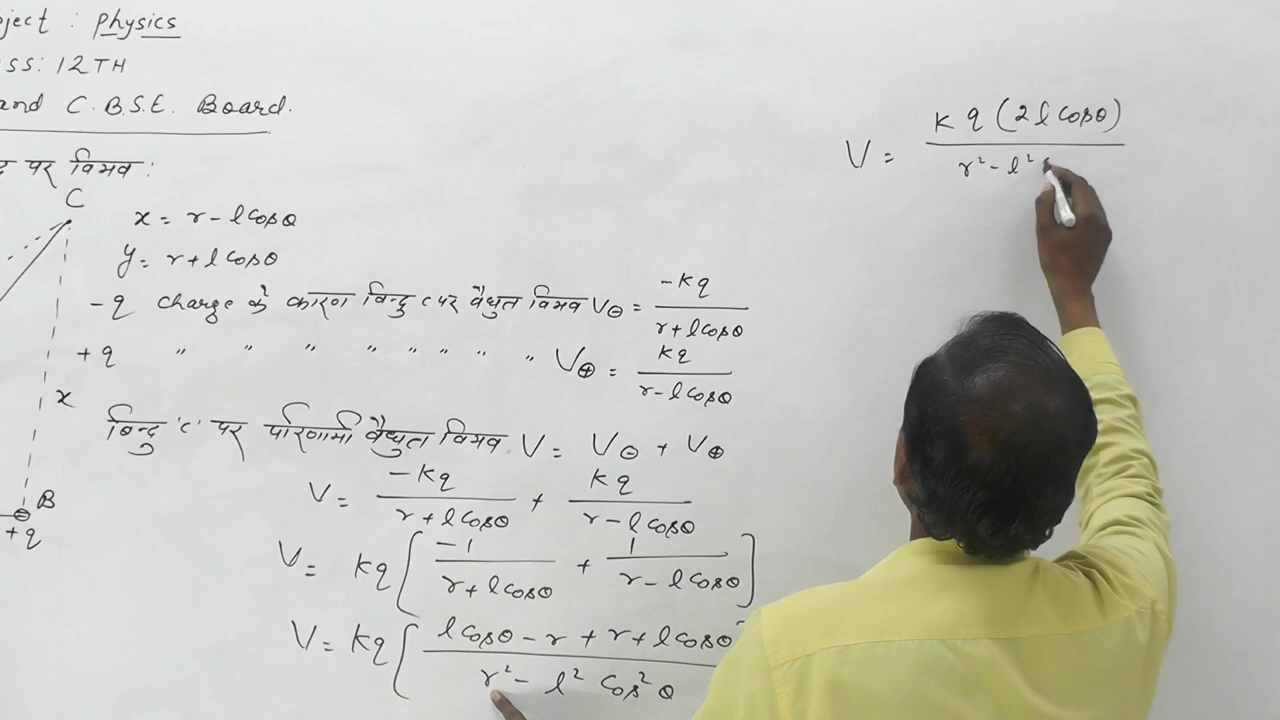 ject : Physics
ss: 12TH
and C.B.S.E. Board.
पर विभव :
C
x = r - l cosθ
y = r + l cosθ
-q charge के कारण बिन्दु C पर वैधुत विभव V⊖ = -kq / r + l cosθ
+q " " " " " " " " V⊕ = kq / r - l cosθ
x
बिन्दु 'C' पर परिणामी वैधुत विभव V = V⊖ + V⊕
V = -kq / r + l cosθ + kq / r - l cosθ
B
+q
V = kq [ -1 / r + l cosθ + 1 / r - l cosθ ]
V = kq [ l cosθ - r + r + l cosθ / r² - l² cos²θ
V = kq (2 l cosθ) / r² - l²